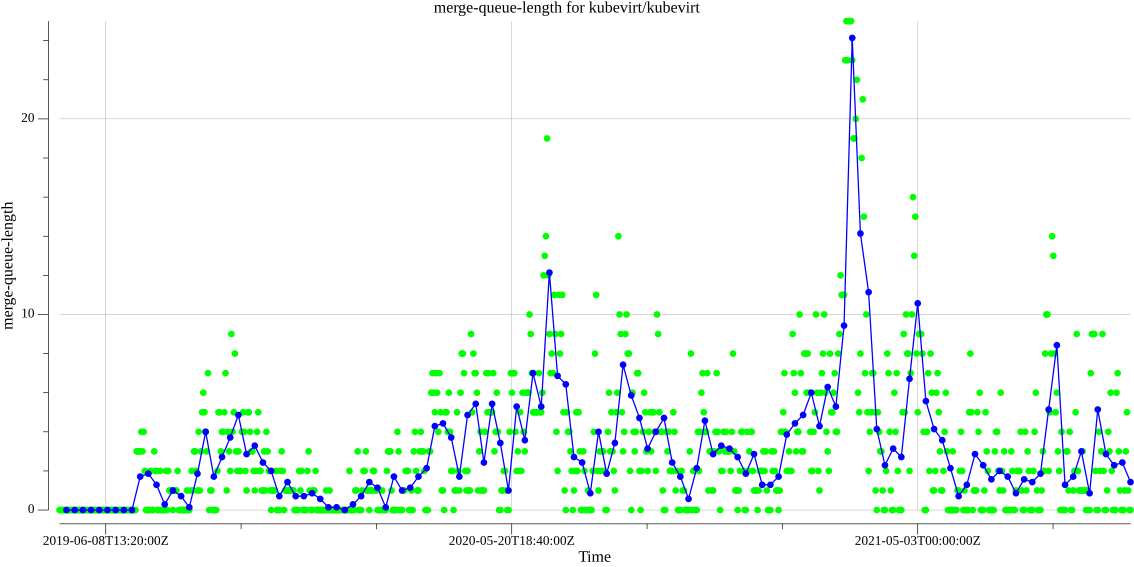 merge-queue-length for kubevirt/kubevirt
20
10
0
merge-queue-length
2019-06-08T13:20:00Z
2020-05-20T18:40:00Z
2021-05-03T00:00:00Z
Time